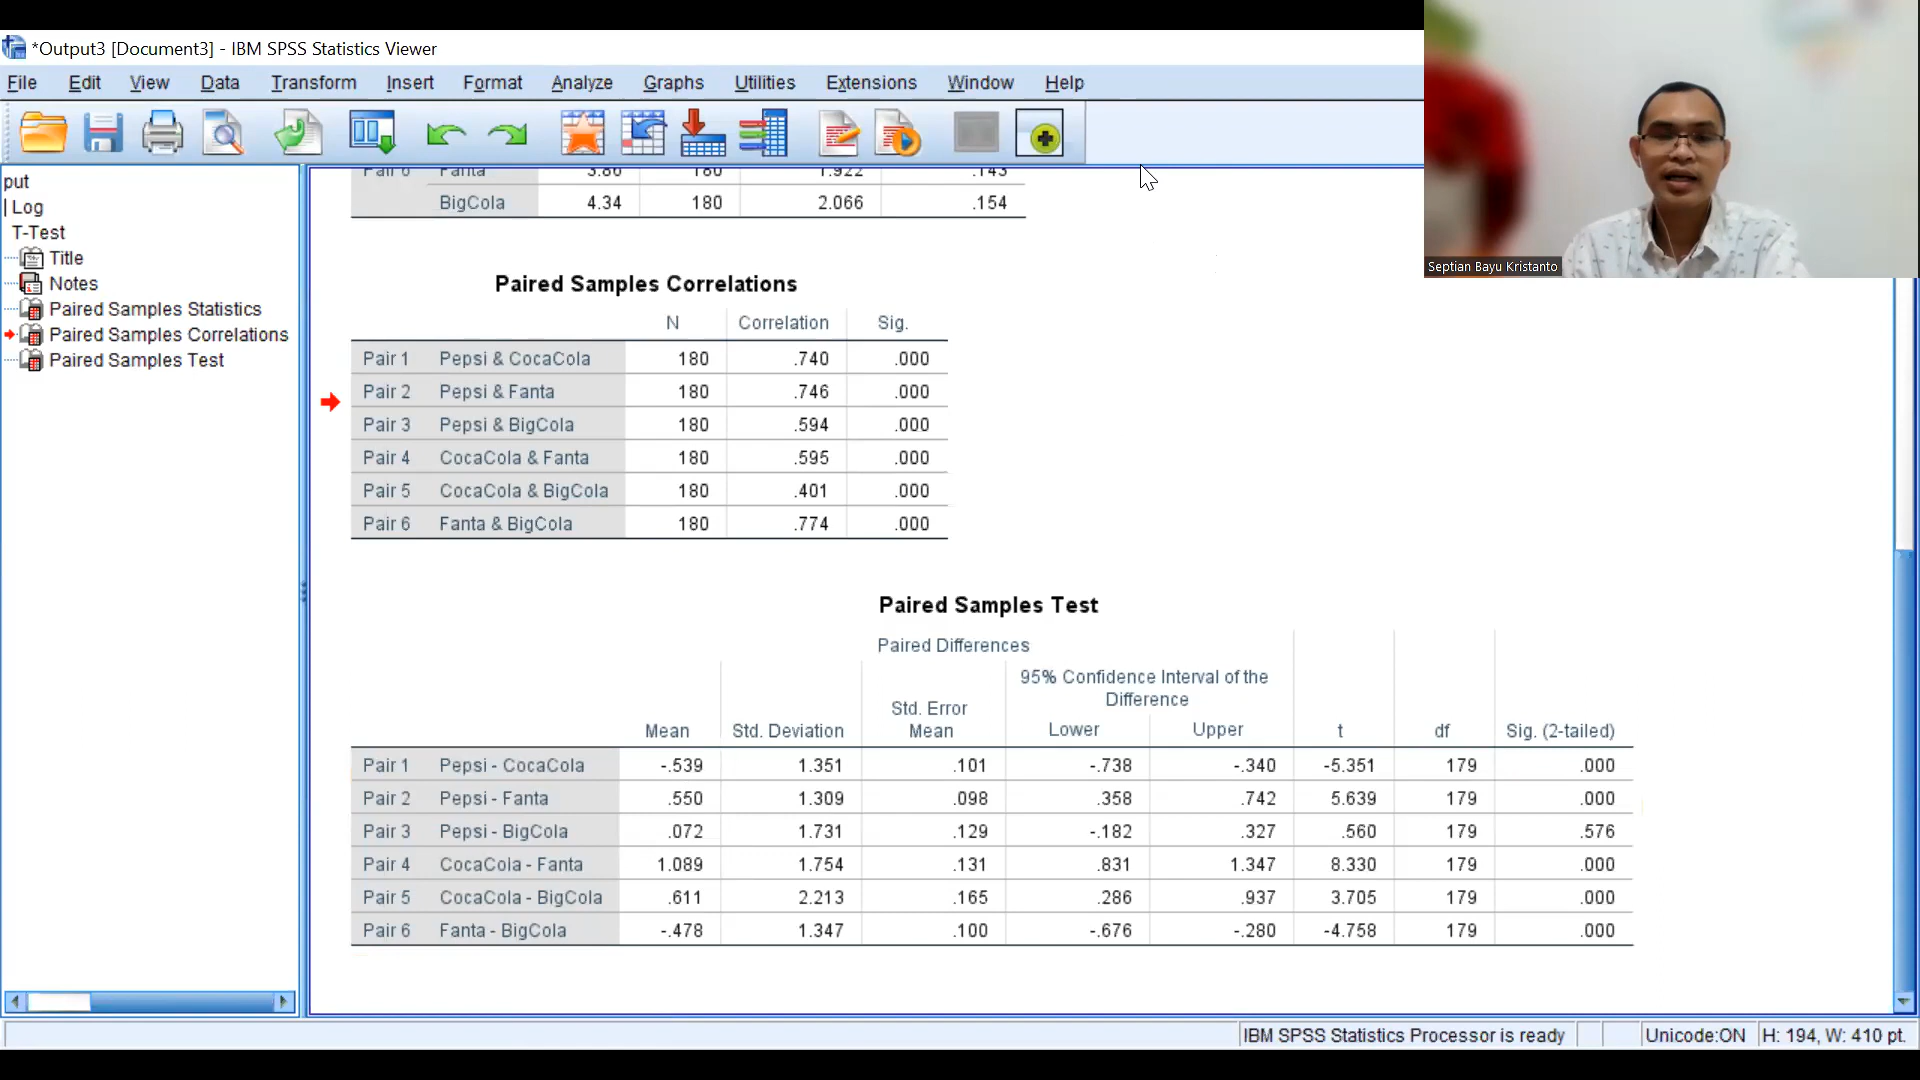 *Output3 [Document3] - IBM SPSS Statistics Viewer
File Edit View Data Transform Insert Format Analyze Graphs Utilities Extensions Window Help
put
Log
T-Test
Title
Notes
Paired Samples Statistics
Paired Samples Correlations
Paired Samples Test
Pair 6 Fanta 3.86 180 1.922 .143
BigCola 4.34 180 2.066 .154
Paired Samples Correlations
N Correlation Sig.
Pair 1 Pepsi & CocaCola 180 .740 .000
Pair 2 Pepsi & Fanta 180 .746 .000
Pair 3 Pepsi & BigCola 180 .594 .000
Pair 4 CocaCola & Fanta 180 .595 .000
Pair 5 CocaCola & BigCola 180 .401 .000
Pair 6 Fanta & BigCola 180 .774 .000
Paired Samples Test
Paired Differences
95% Confidence Interval of the
Difference
Std. Error
Mean Std. Deviation Mean Lower Upper t df Sig. (2-tailed)
Pair 1 Pepsi - CocaCola -.539 1.351 .101 -.738 -.340 -5.351 179 .000
Pair 2 Pepsi - Fanta .550 1.309 .098 .358 .742 5.639 179 .000
Pair 3 Pepsi - BigCola .072 1.731 .129 -.182 .327 .560 179 .576
Pair 4 CocaCola - Fanta 1.089 1.754 .131 .831 1.347 8.330 179 .000
Pair 5 CocaCola - BigCola .611 2.213 .165 .286 .937 3.705 179 .000
Pair 6 Fanta - BigCola -.478 1.347 .100 -.676 -.280 -4.758 179 .000
Septian Bayu Kristanto
IBM SPSS Statistics Processor is ready Unicode:ON H: 194, W: 410 pt.